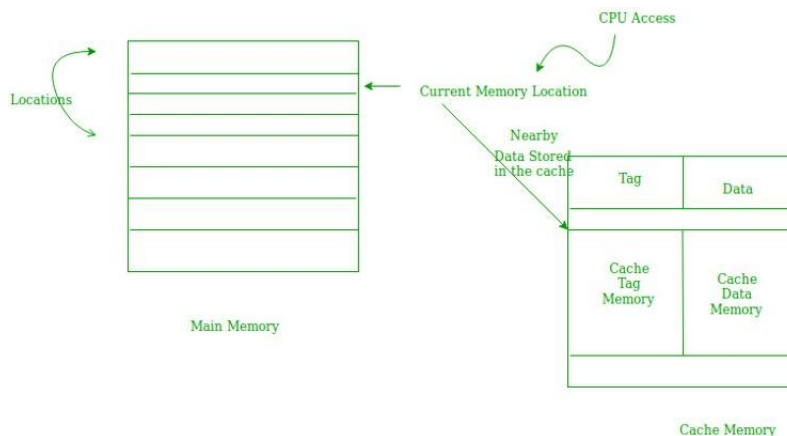 CPU Access
Locations
Current Memory Location
Nearby
Data Stored
in the cache
Tag
Data
Cache
Tag
Memory
Cache
Data
Memory
Main Memory
Cache Memory